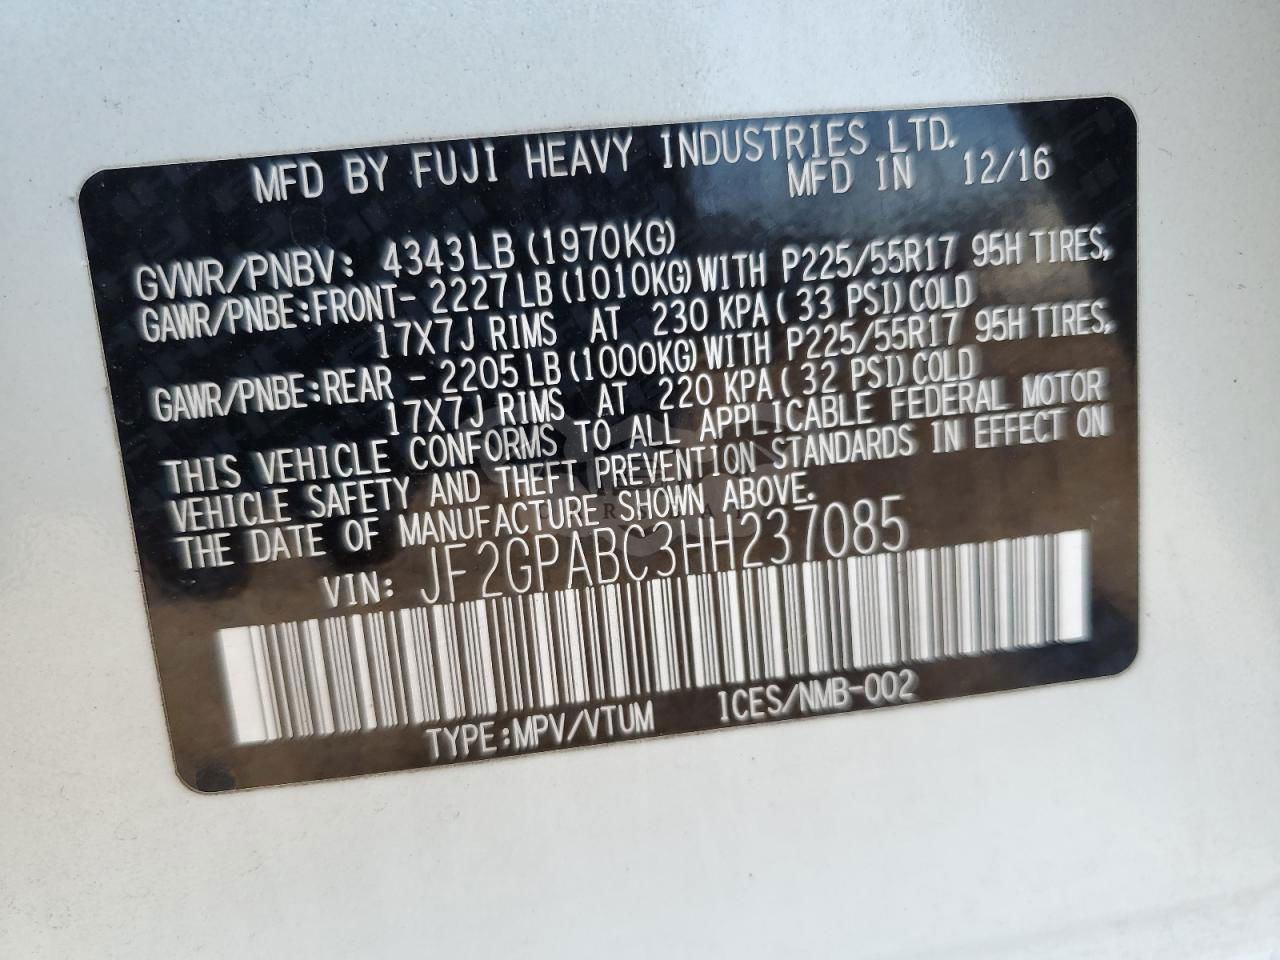 MFD BY FUJI HEAVY INDUSTRIES LTD.
MFD IN 12/16
GVWR/PNBV: 4343LB (1970KG)
GAWR/PNBE:FRONT- 2227LB (1010KG) WITH P225/55R17 95H TIRES,
17X7J RIMS AT 230 KPA (33 PSI) COLD
GAWR/PNBE:REAR - 2205LB (1000KG) WITH P225/55R17 95H TIRES,
17X7J RIMS AT 220 KPA (32 PSI) COLD
THIS VEHICLE CONFORMS TO ALL APPLICABLE FEDERAL MOTOR
VEHICLE SAFETY AND THEFT PREVENTION STANDARDS IN EFFECT ON
THE DATE OF MANUFACTURE SHOWN ABOVE.
VIN: JF2GPABC3HH237085
TYPE:MPV/VTUM ICES/NMB-002